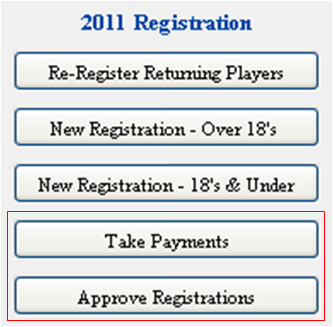 2011 Registration
Re-Register Returning Players
New Registration - Over 18's
New Registration - 18's & Under
Take Payments
Approve Registrations